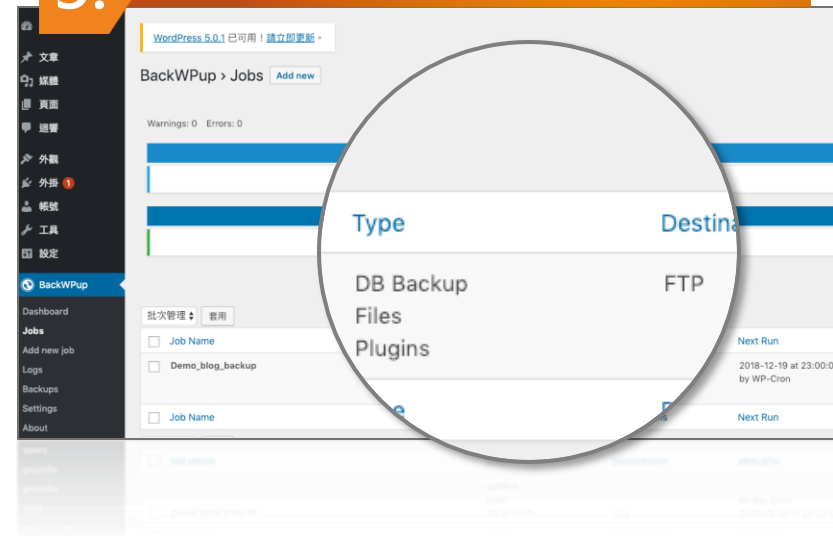 5.
WordPress 5.0.1 已可用！請立即更新。
BackWPup › Jobs Add new
Warnings: 0 Errors: 0
文章
媒體
頁面
迴響
外觀
外掛 1
帳號
工具
設定
BackWPup
Dashboard
Jobs
Add new job
Logs
Backups
Settings
About
批次管理 套用
Job Name Next Run
Demo_blog_backup 2018-12-19 at 23:00:0
by WP-Cron
Job Name Next Run
Type Destina
DB Backup FTP
Files
Plugins